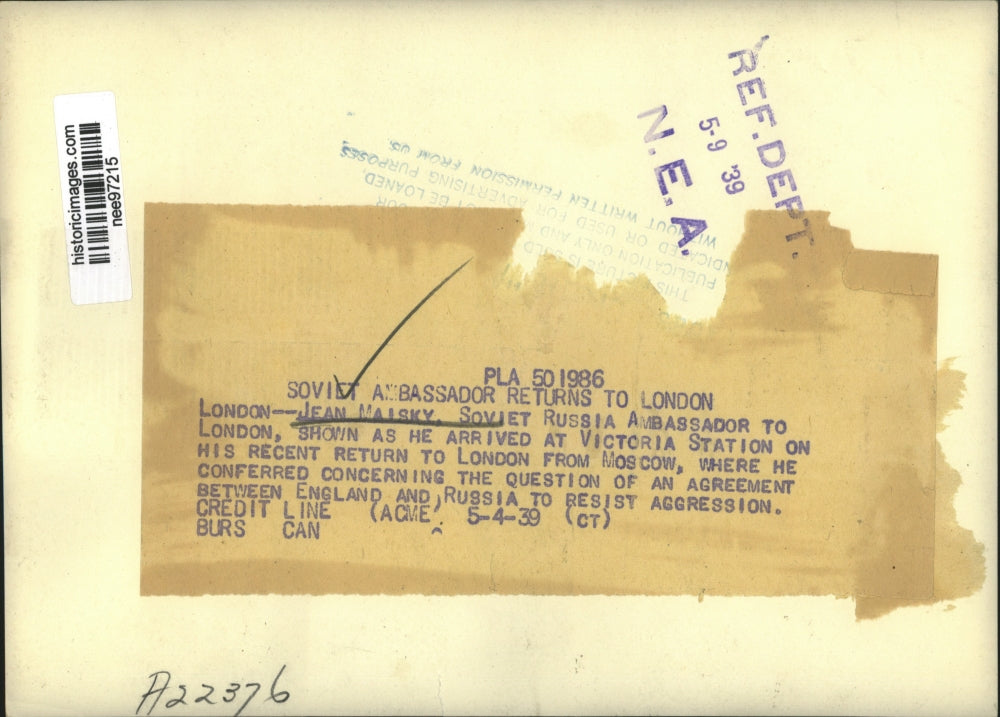 historicimages.com
nee97215
REF. DEPT.
5-9 '39
N. E. A.
THIS PICTURE IS SOLD
PUBLICATION ONLY AND
BE LOANED,
OR USED FOR ADVERTISING PURPOSES
WITHOUT WRITTEN PERMISSION FROM US.
PLA 501986
SOVIET AMBASSADOR RETURNS TO LONDON
LONDON--JEAN MAISKY, SOVIET RUSSIA AMBASSADOR TO
LONDON, SHOWN AS HE ARRIVED AT VICTORIA STATION ON
HIS RECENT RETURN TO LONDON FROM MOSCOW, WHERE HE
CONFERRED CONCERNING THE QUESTION OF AN AGREEMENT
BETWEEN ENGLAND AND RUSSIA TO RESIST AGGRESSION.
CREDIT LINE (ACME) 5-4-39 (CT)
BURS CAN
A22376